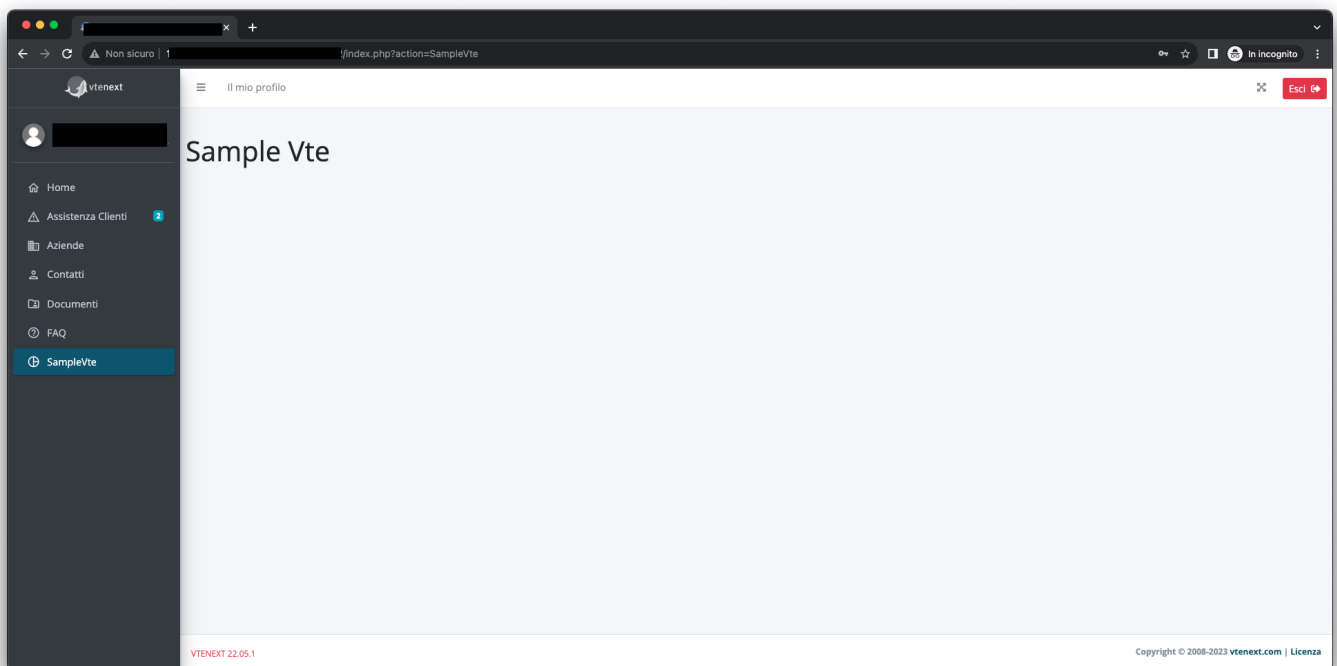 Non sicuro | 1
/index.php?action=SampleVte
In incognito
vtenext
Il mio profilo
Esci
Sample Vte
Home
Assistenza Clienti 2
Aziende
Contatti
Documenti
FAQ
SampleVte
VTENEXT 22.05.1
Copyright © 2008-2023 vtenext.com | Licenza